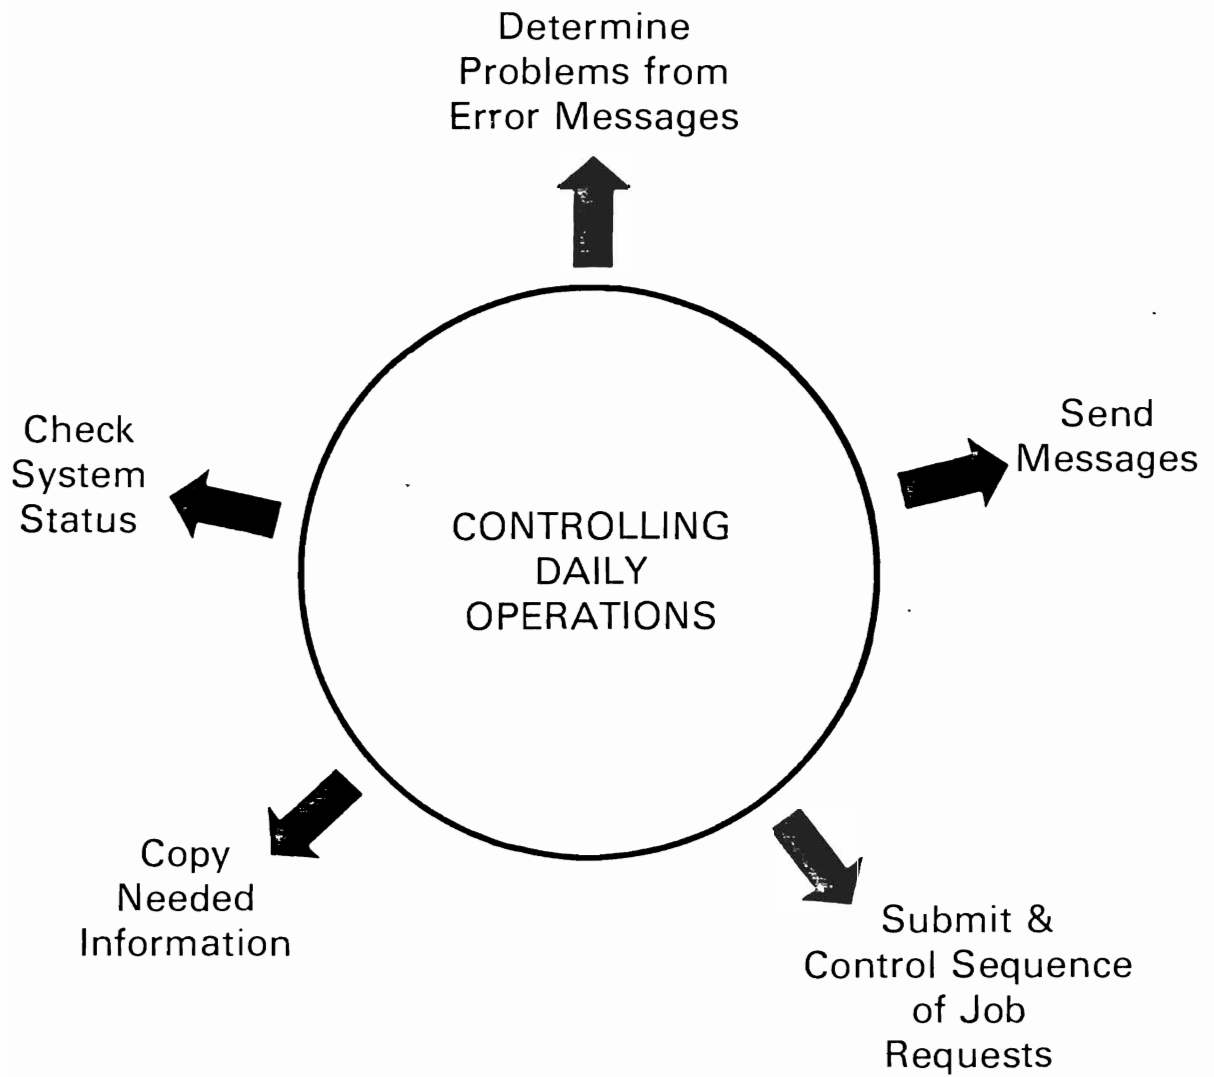 Determine
Problems from
Error Messages
Send
Messages
Check
System
Status
CONTROLLING
DAILY
OPERATIONS
Copy
Needed
Information
Submit &
Control Sequence
of Job
Requests